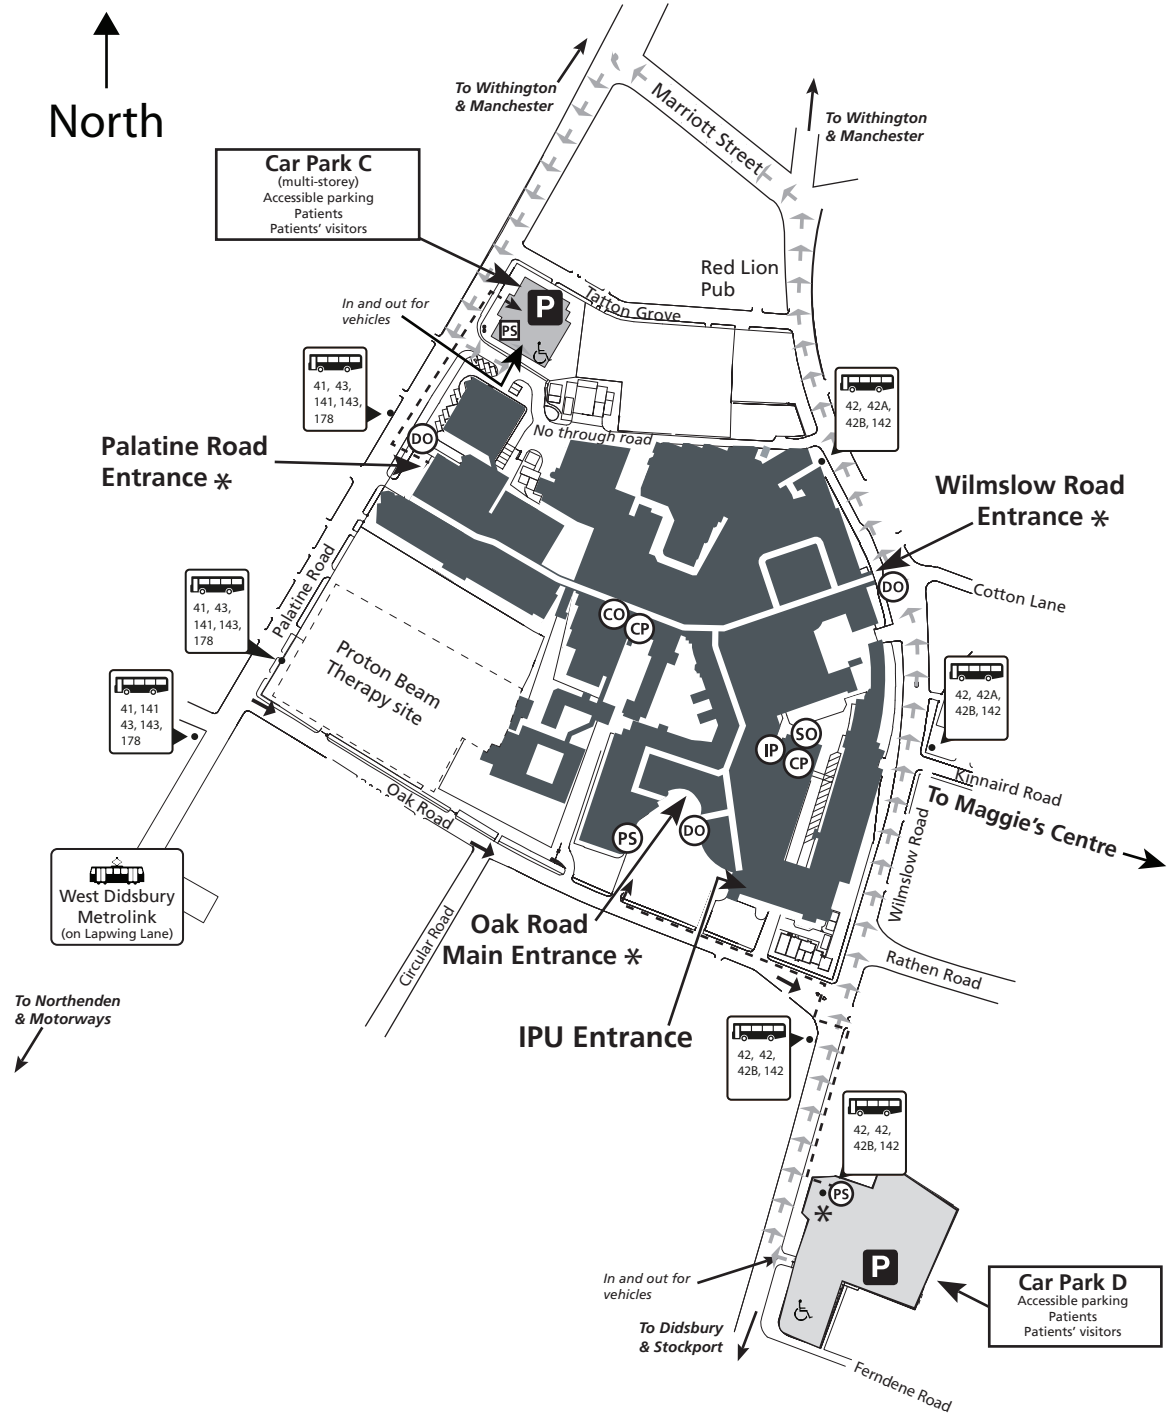 North
To Withington
& Manchester
Marriott Street
To Withington
& Manchester
Car Park C
(multi-storey)
Accessible parking
Patients
Patients' visitors
Red Lion
Pub
Tatton Grove
In and out for
vehicles
P
PS
41, 43,
141, 143,
178
42, 42A,
42B, 142
DO
No through road
Palatine Road
Entrance *
Wilmslow Road
Entrance *
DO
Cotton Lane
Palatine Road
41, 43,
141, 143,
178
CO
CP
Proton Beam
Therapy site
42, 42A,
42B, 142
41, 141
43, 143,
178
SO
IP
CP
Kinnaird Road
To Maggie's Centre
Oak Road
PS
DO
Wilmslow Road
West Didsbury
Metrolink
(on Lapwing Lane)
Circular Road
Oak Road
Main Entrance *
Rathen Road
To Northenden
& Motorways
IPU Entrance
42, 42,
42B, 142
42, 42,
42B, 142
PS
*
P
In and out for
vehicles
Car Park D
Accessible parking
Patients
Patients' visitors
To Didsbury
& Stockport
Ferndene Road